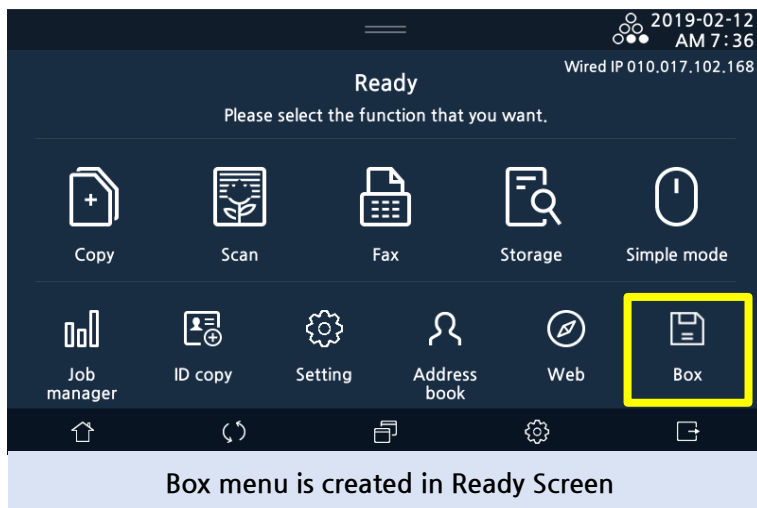 2019-02-12
AM 7:36
Wired IP 010.017.102.168
Ready
Please select the function that you want.
Copy
Scan
Fax
Storage
Simple mode
Job
manager
ID copy
Setting
Address
book
Web
Box
Box menu is created in Ready Screen